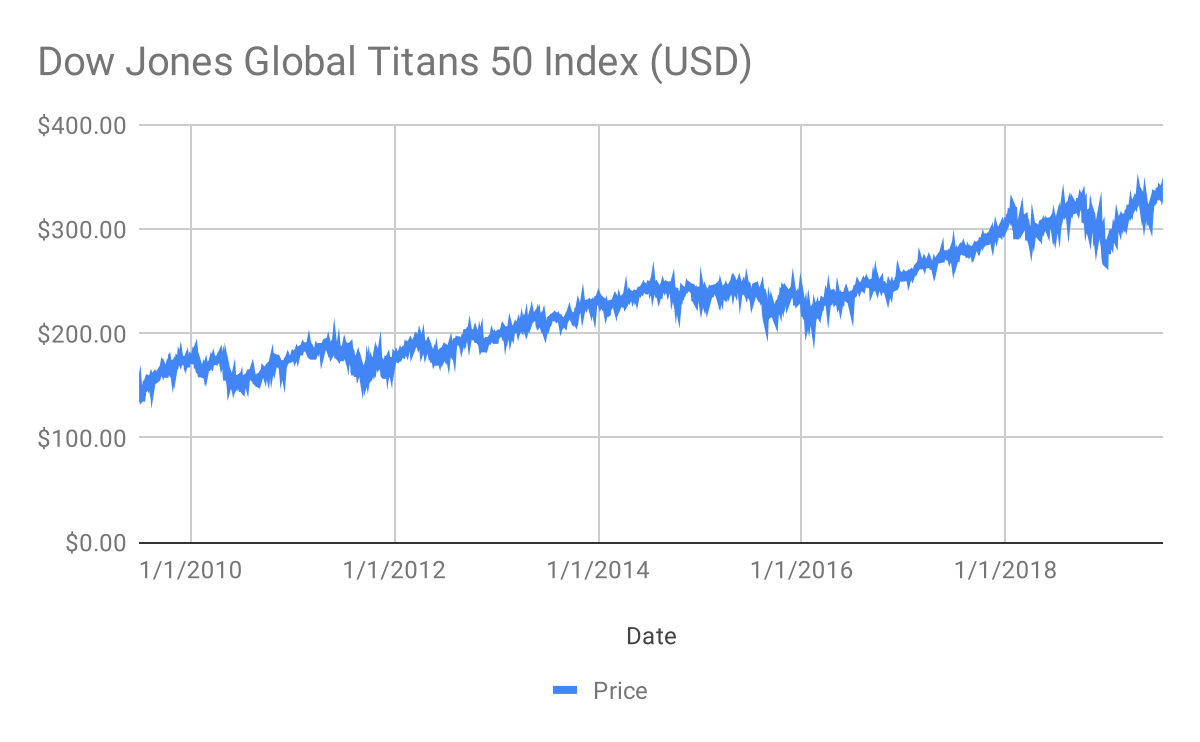 Dow Jones Global Titans 50 Index (USD)
$400.00
$300.00
$200.00
$100.00
$0.00
1/1/2010 1/1/2012 1/1/2014 1/1/2016 1/1/2018
Date
Price